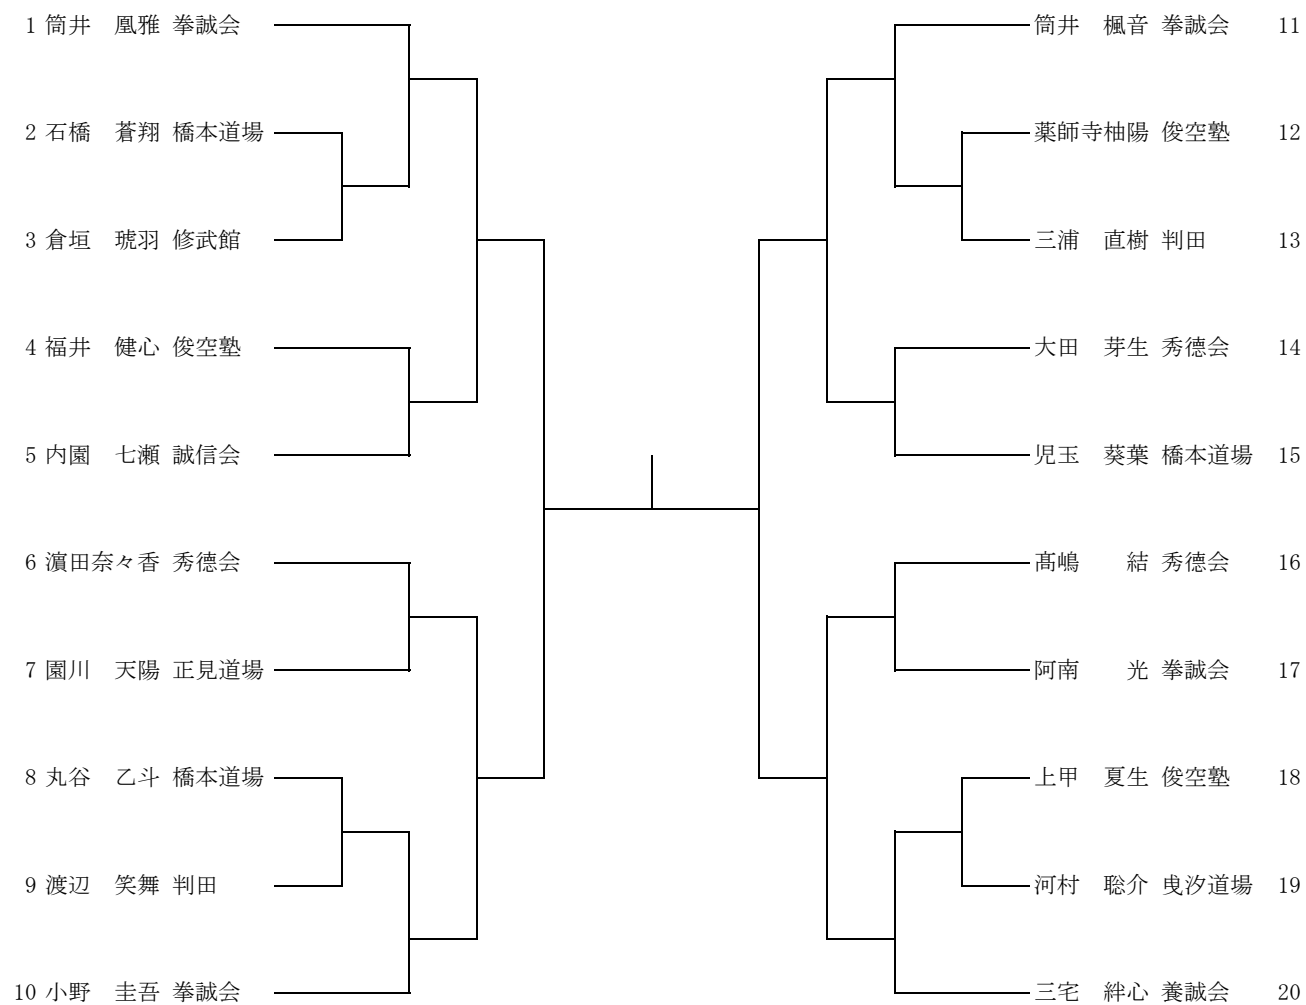 1 筒井　凰雅 拳誠会
2 石橋　蒼翔 橋本道場
3 倉垣　琥羽 修武館
4 福井　健心 俊空塾
5 内園　七瀬 誠信会
6 濵田奈々香 秀德会
7 園川　天陽 正見道場
8 丸谷　乙斗 橋本道場
9 渡辺　笑舞 判田
10 小野　圭吾 拳誠会
筒井　楓音 拳誠会 11
薬師寺柚陽 俊空塾 12
三浦　直樹 判田 13
大田　芽生 秀德会 14
児玉　葵葉 橋本道場 15
髙嶋　　結 秀德会 16
阿南　　光 拳誠会 17
上甲　夏生 俊空塾 18
河村　聡介 曳汐道場 19
三宅　絆心 養誠会 20